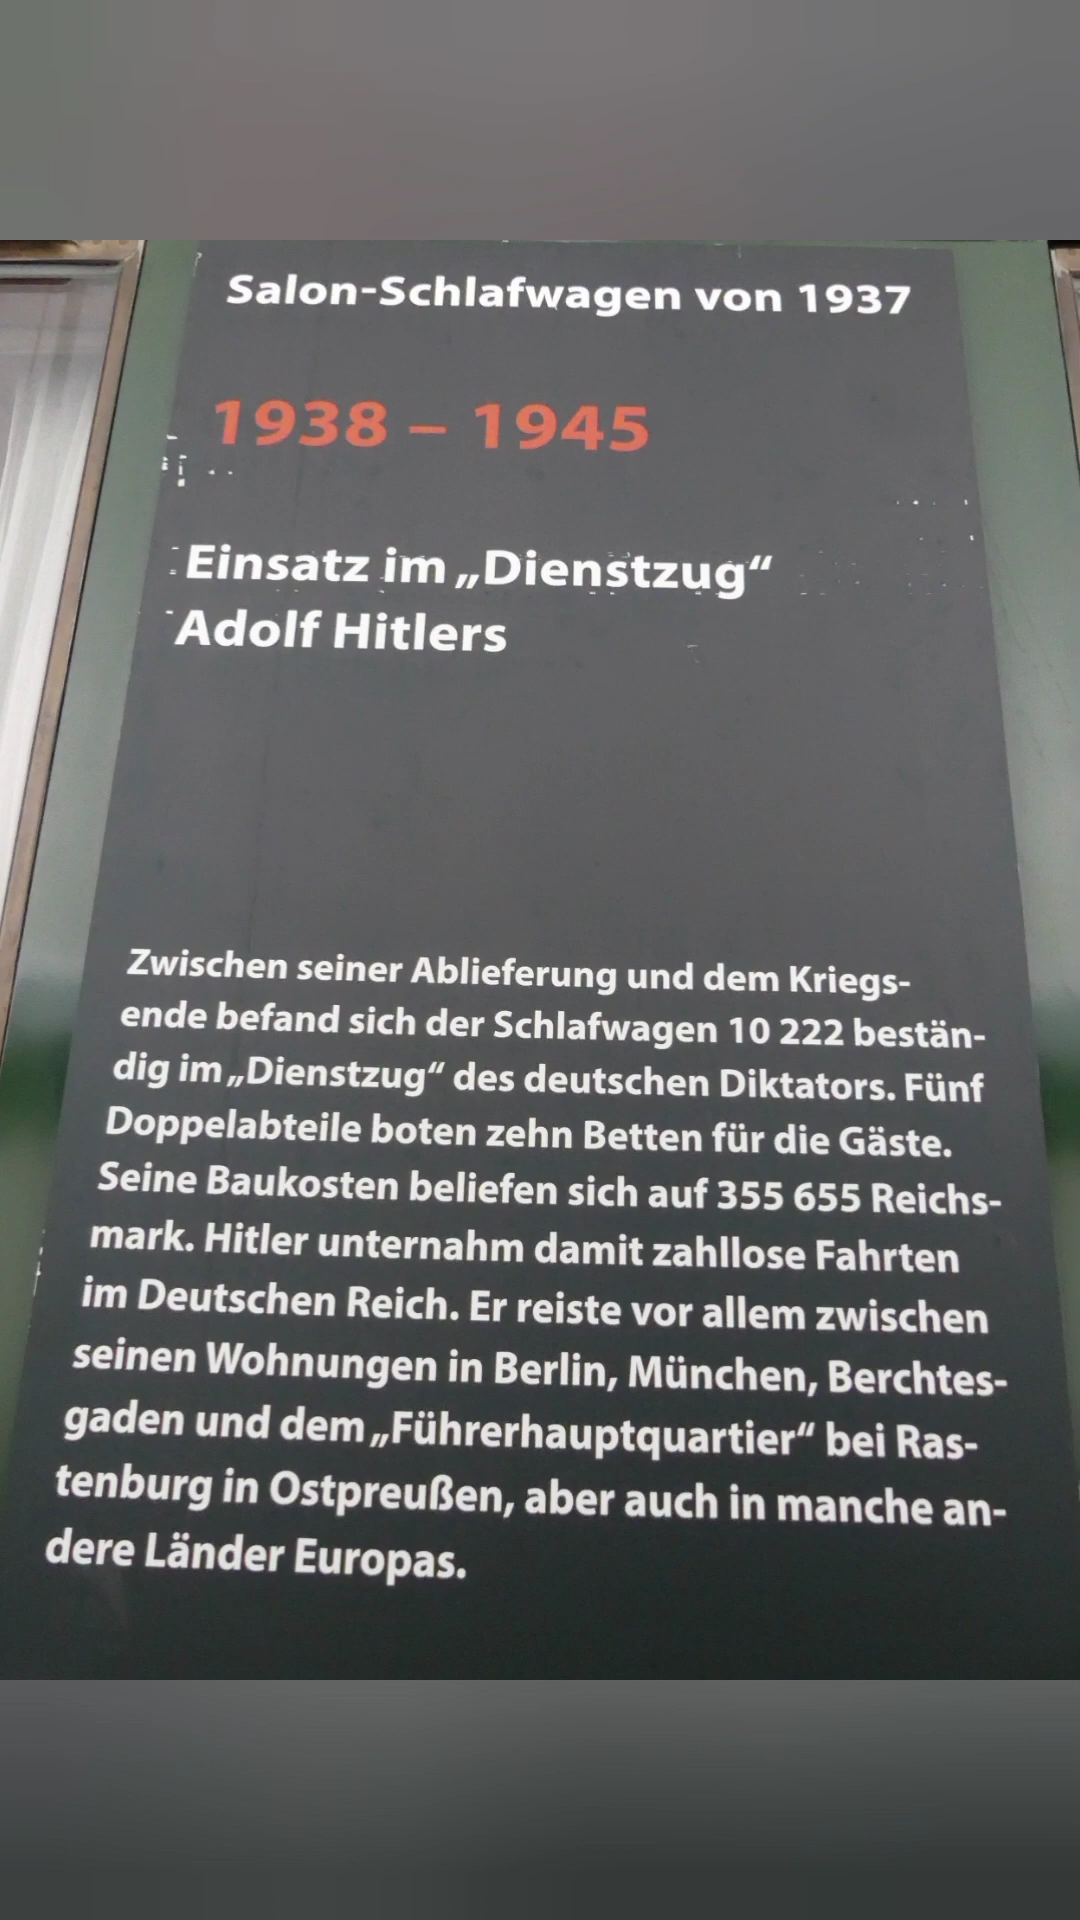 Salon-Schlafwagen von 1937
1938 – 1945
Einsatz im „Dienstzug“
Adolf Hitlers
Zwischen seiner Ablieferung und dem Kriegs-
ende befand sich der Schlafwagen 10 222 bestän-
dig im „Dienstzug“ des deutschen Diktators. Fünf
Doppelabteile boten zehn Betten für die Gäste.
Seine Baukosten beliefen sich auf 355 655 Reichs-
mark. Hitler unternahm damit zahllose Fahrten
im Deutschen Reich. Er reiste vor allem zwischen
seinen Wohnungen in Berlin, München, Berchtes-
gaden und dem „Führerhauptquartier“ bei Ras-
tenburg in Ostpreußen, aber auch in manche an-
dere Länder Europas.